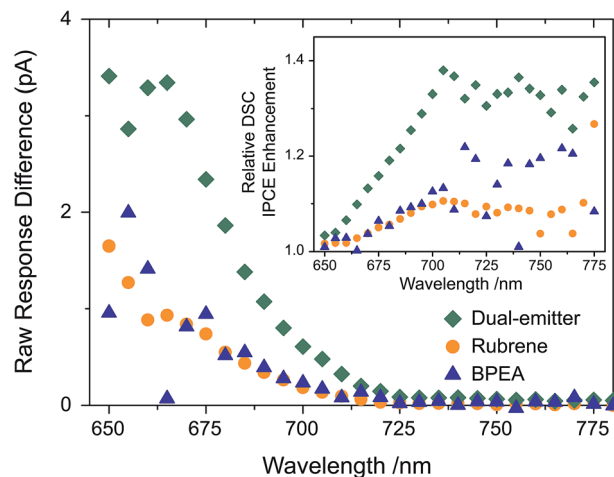 Raw Response Difference (pA)
4
2
0
650 675 700 725 750 775
Wavelength /nm
Relative DSC
IPCE Enhancement
1.4
1.2
1.0
650 675 700 725 750 775
Wavelength /nm
Dual-emitter
Rubrene
BPEA